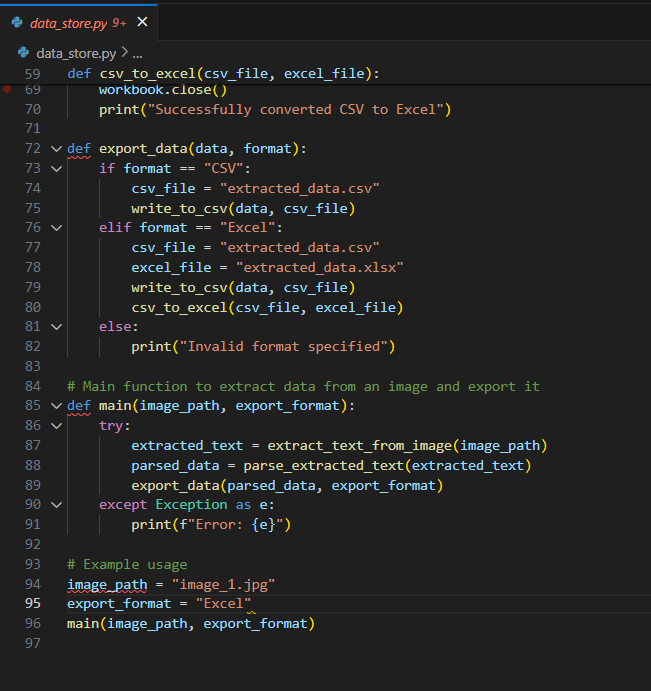 data_store.py 9+ ×
data_store.py > ...
59 def csv_to_excel(csv_file, excel_file):
69 workbook.close()
70 print("Successfully converted CSV to Excel")
71
72 def export_data(data, format):
73 if format == "CSV":
74 csv_file = "extracted_data.csv"
75 write_to_csv(data, csv_file)
76 elif format == "Excel":
77 csv_file = "extracted_data.csv"
78 excel_file = "extracted_data.xlsx"
79 write_to_csv(data, csv_file)
80 csv_to_excel(csv_file, excel_file)
81 else:
82 print("Invalid format specified")
83
84 # Main function to extract data from an image and export it
85 def main(image_path, export_format):
86 try:
87 extracted_text = extract_text_from_image(image_path)
88 parsed_data = parse_extracted_text(extracted_text)
89 export_data(parsed_data, export_format)
90 except Exception as e:
91 print(f"Error: {e}")
92
93 # Example usage
94 image_path = "image_1.jpg"
95 export_format = "Excel"
96 main(image_path, export_format)
97